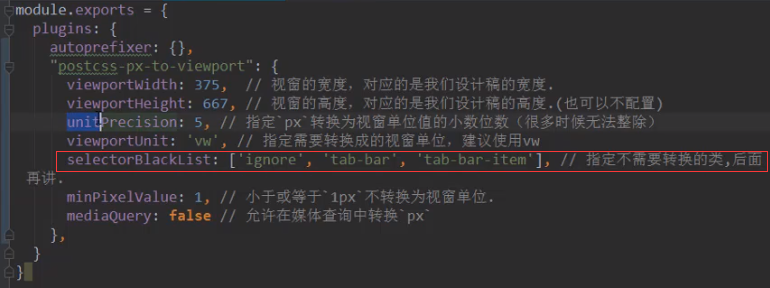 module.exports = {
plugins: {
autoprefixer: {},
"postcss-px-to-viewport": {
viewportWidth: 375, // 视窗的宽度，对应的是我们设计稿的宽度.
viewportHeight: 667, // 视窗的高度，对应的是我们设计稿的高度.(也可以不配置)
unitPrecision: 5, // 指定`px`转换为视窗单位值的小数位数（很多时候无法整除）
viewportUnit: 'vw', // 指定需要转换成的视窗单位，建议使用vw
selectorBlackList: ['ignore', 'tab-bar', 'tab-bar-item'], // 指定不需要转换的类,后面
再讲.
minPixelValue: 1, // 小于或等于`1px`不转换为视窗单位.
mediaQuery: false // 允许在媒体查询中转换`px`
},
}
}